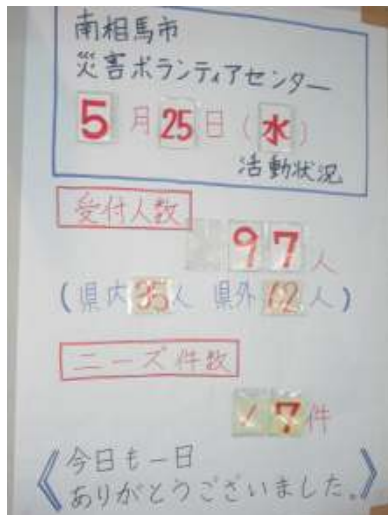 南相馬市
災害ボランティアセンター
5月25日(水)
活動状況
受付人数
97人
(県内35人 県外62人)
ニーズ件数
件
今日も一日
ありがとうございました。